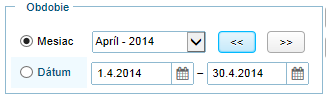 Obdobie
Mesiac Apríl - 2014 << >>
Dátum 1.4.2014 – 30.4.2014